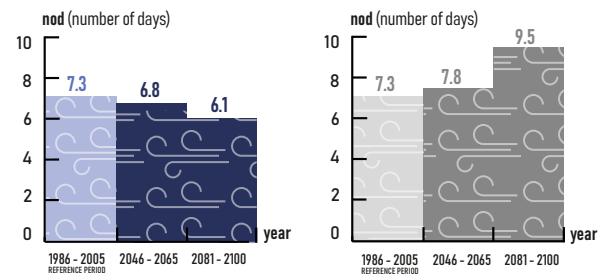 nod (number of days)
10
8
6
4
2
0
7.3
6.8
6.1
year
1986 - 2005
REFERENCE PERIOD
2046 - 2065
2081 - 2100
nod (number of days)
10
8
6
4
2
0
7.3
7.8
9.5
year
1986 - 2005
REFERENCE PERIOD
2046 - 2065
2081 - 2100